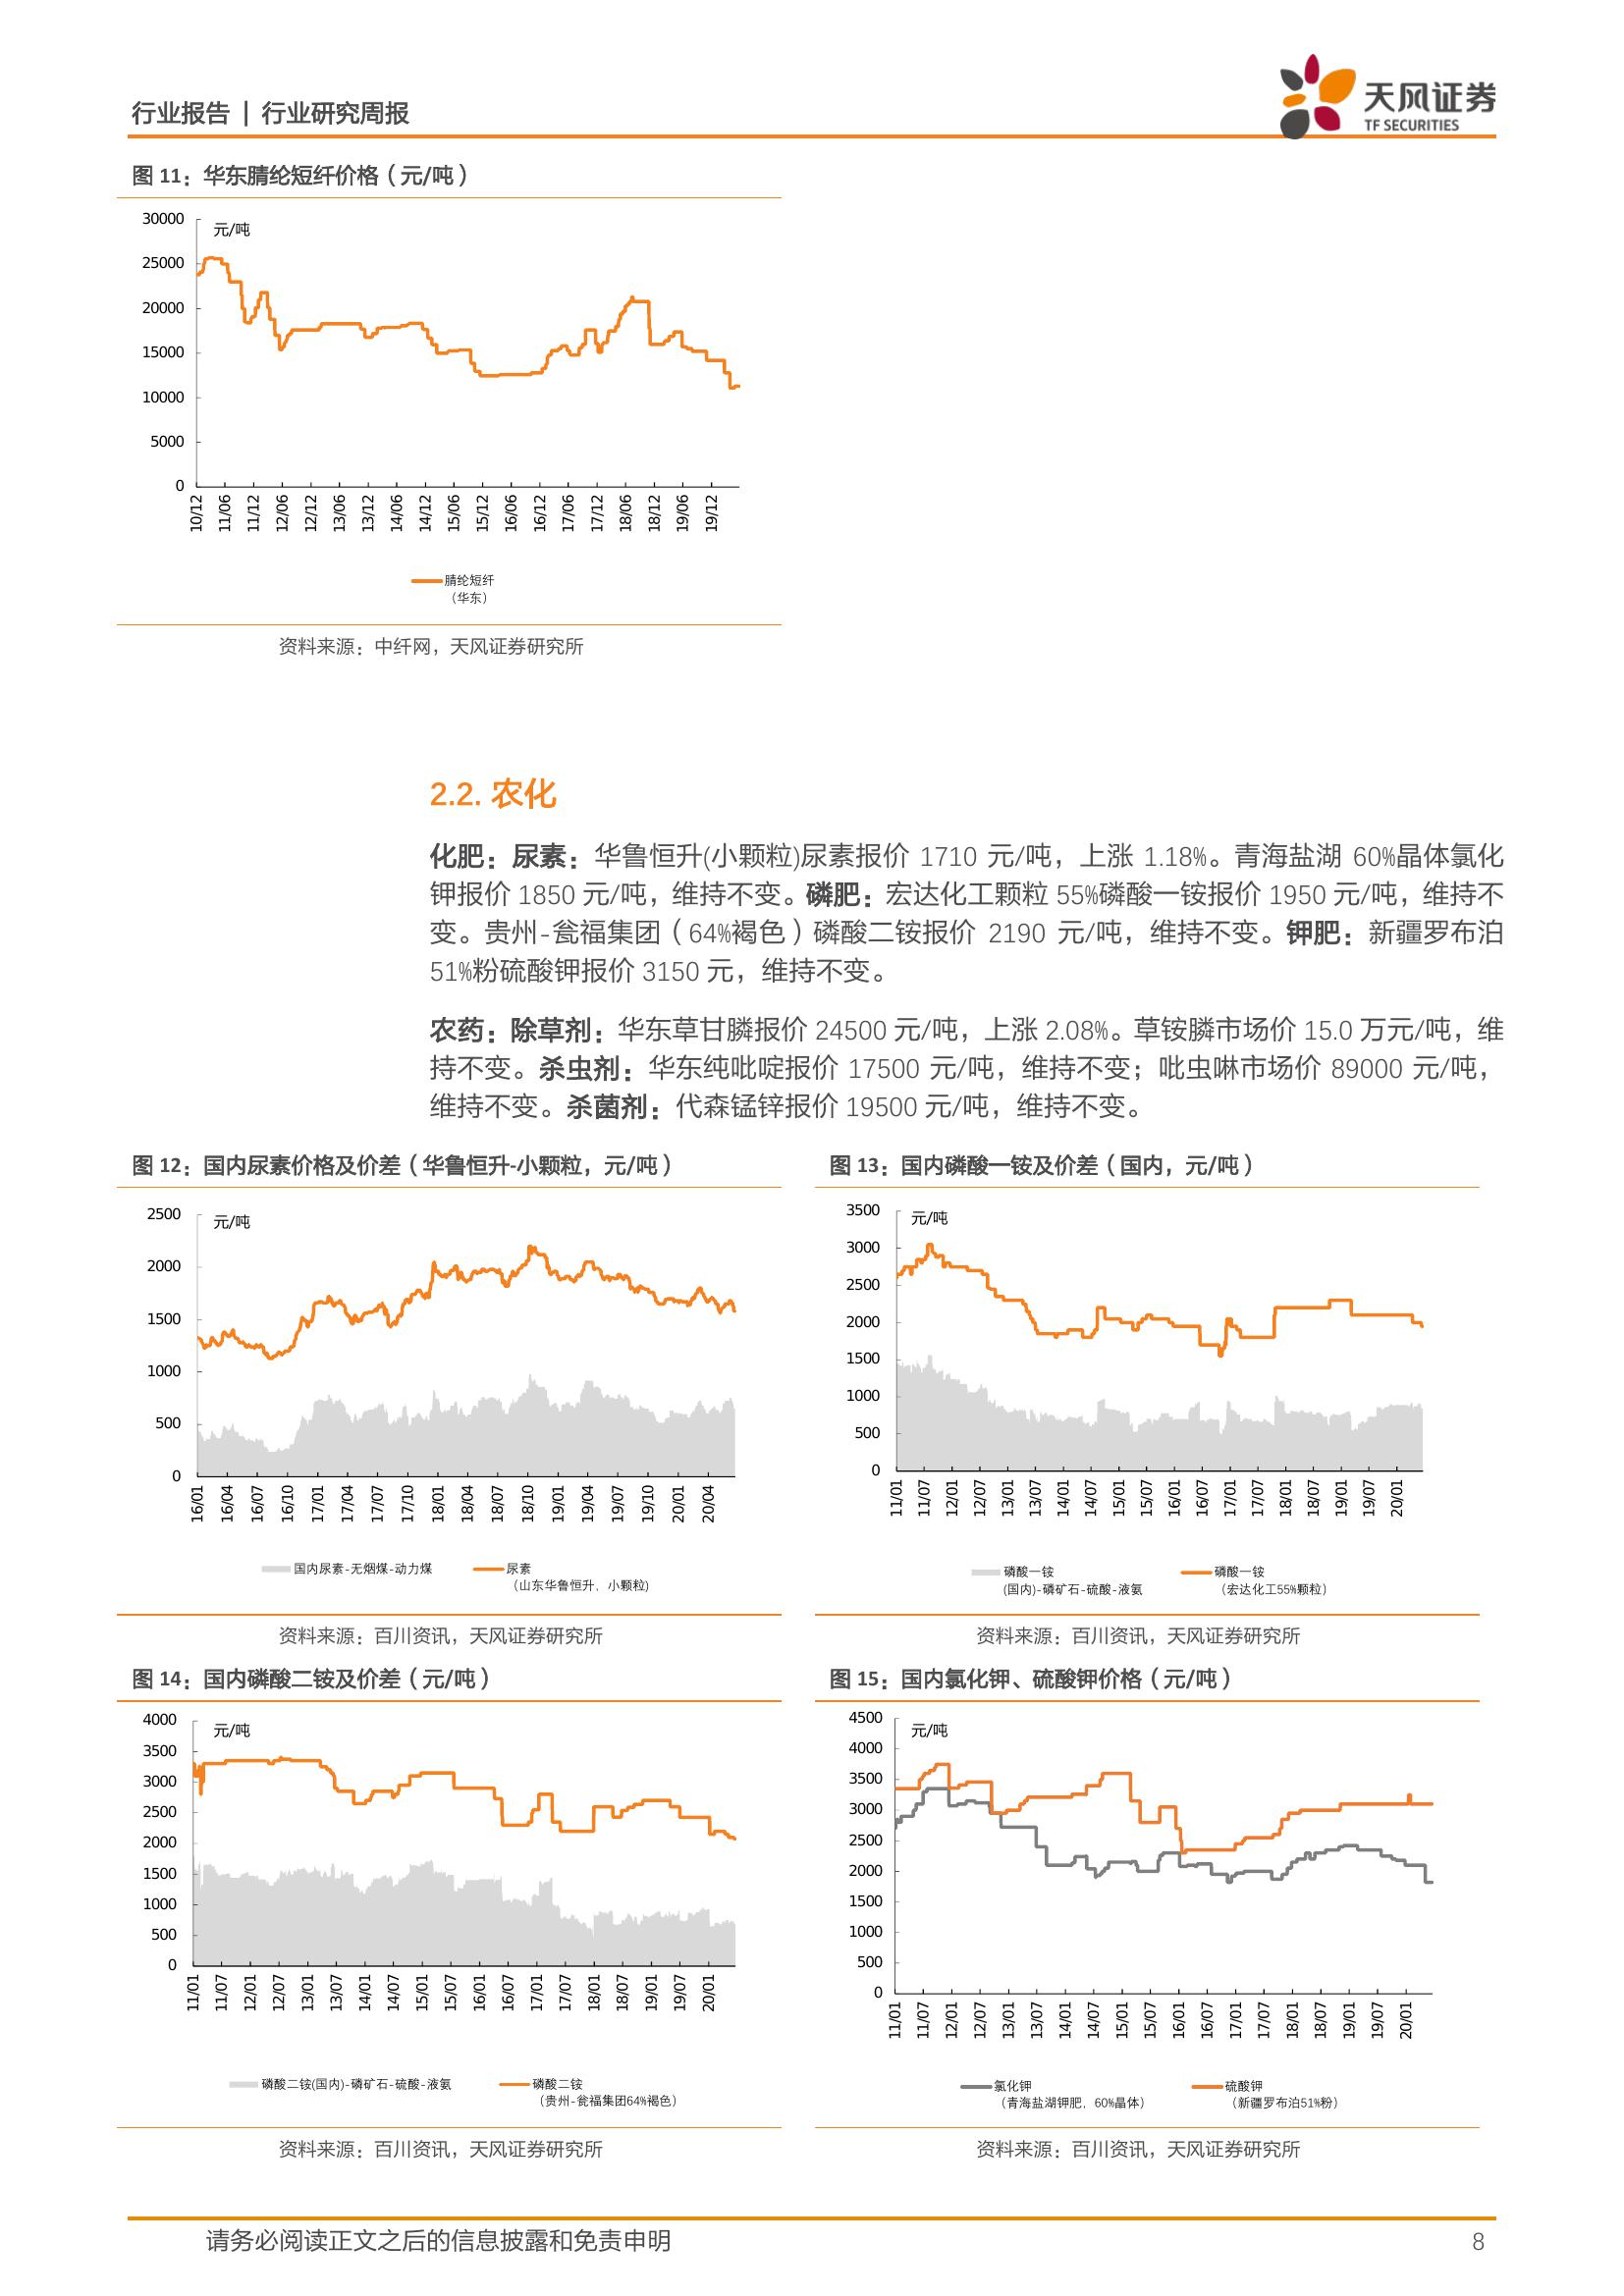 行业报告 | 行业研究周报
天风证券
TF SECURITIES
图 11：华东腈纶短纤价格（元/吨）
元/吨
30000
25000
20000
15000
10000
5000
0
10/12 11/06 11/12 12/06 12/12 13/06 13/12 14/06 14/12 15/06 15/12 16/06 16/12 17/06 17/12 18/06 18/12 19/06 19/12
腈纶短纤
（华东）
资料来源：中纤网，天风证券研究所
2.2. 农化
化肥：尿素：华鲁恒升(小颗粒)尿素报价 1710 元/吨，上涨 1.18%。青海盐湖 60%晶体氯化
钾报价 1850 元/吨，维持不变。磷肥：宏达化工颗粒 55%磷酸一铵报价 1950 元/吨，维持不
变。贵州-瓮福集团（64%褐色）磷酸二铵报价 2190 元/吨，维持不变。钾肥：新疆罗布泊
51%粉硫酸钾报价 3150 元，维持不变。
农药：除草剂：华东草甘膦报价 24500 元/吨，上涨 2.08%。草铵膦市场价 15.0 万元/吨，维
持不变。杀虫剂：华东纯吡啶报价 17500 元/吨，维持不变；吡虫啉市场价 89000 元/吨，
维持不变。杀菌剂：代森锰锌报价 19500 元/吨，维持不变。
图 12：国内尿素价格及价差（华鲁恒升-小颗粒，元/吨）
元/吨
2500
2000
1500
1000
500
0
16/01 16/04 16/07 16/10 17/01 17/04 17/07 17/10 18/01 18/04 18/07 18/10 19/01 19/04 19/07 19/10 20/01 20/04
国内尿素-无烟煤-动力煤 尿素
（山东华鲁恒升，小颗粒)
资料来源：百川资讯，天风证券研究所
图 13：国内磷酸一铵及价差（国内，元/吨）
元/吨
3500
3000
2500
2000
1500
1000
500
0
11/01 11/07 12/01 12/07 13/01 13/07 14/01 14/07 15/01 15/07 16/01 16/07 17/01 17/07 18/01 18/07 19/01 19/07 20/01
磷酸一铵 磷酸一铵
(国内)-磷矿石-硫酸-液氨 （宏达化工55%颗粒）
资料来源：百川资讯，天风证券研究所
图 14：国内磷酸二铵及价差（元/吨）
元/吨
4000
3500
3000
2500
2000
1500
1000
500
0
11/01 11/07 12/01 12/07 13/01 13/07 14/01 14/07 15/01 15/07 16/01 16/07 17/01 17/07 18/01 18/07 19/01 19/07 20/01
磷酸二铵(国内)-磷矿石-硫酸-液氨 磷酸二铵
（贵州-瓮福集团64%褐色）
资料来源：百川资讯，天风证券研究所
图 15：国内氯化钾、硫酸钾价格（元/吨）
元/吨
4500
4000
3500
3000
2500
2000
1500
1000
500
0
11/01 11/07 12/01 12/07 13/01 13/07 14/01 14/07 15/01 15/07 16/01 16/07 17/01 17/07 18/01 18/07 19/01 19/07 20/01
氯化钾 硫酸钾
（青海盐湖钾肥，60%晶体） （新疆罗布泊51%粉）
资料来源：百川资讯，天风证券研究所
请务必阅读正文之后的信息披露和免责申明 8